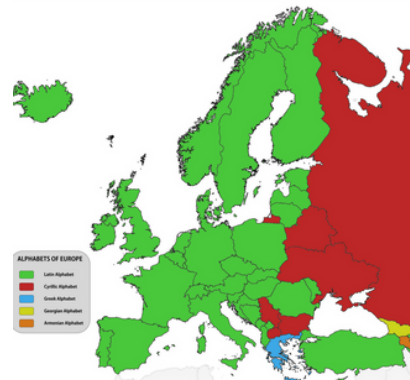 ALPHABETS OF EUROPE
Latin Alphabet
Cyrillic Alphabet
Greek Alphabet
Georgian Alphabet
Armenian Alphabet